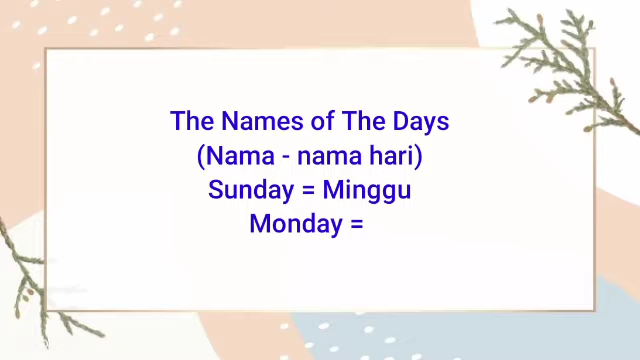 The Names of The Days
(Nama - nama hari)
Sunday = Minggu
Monday =